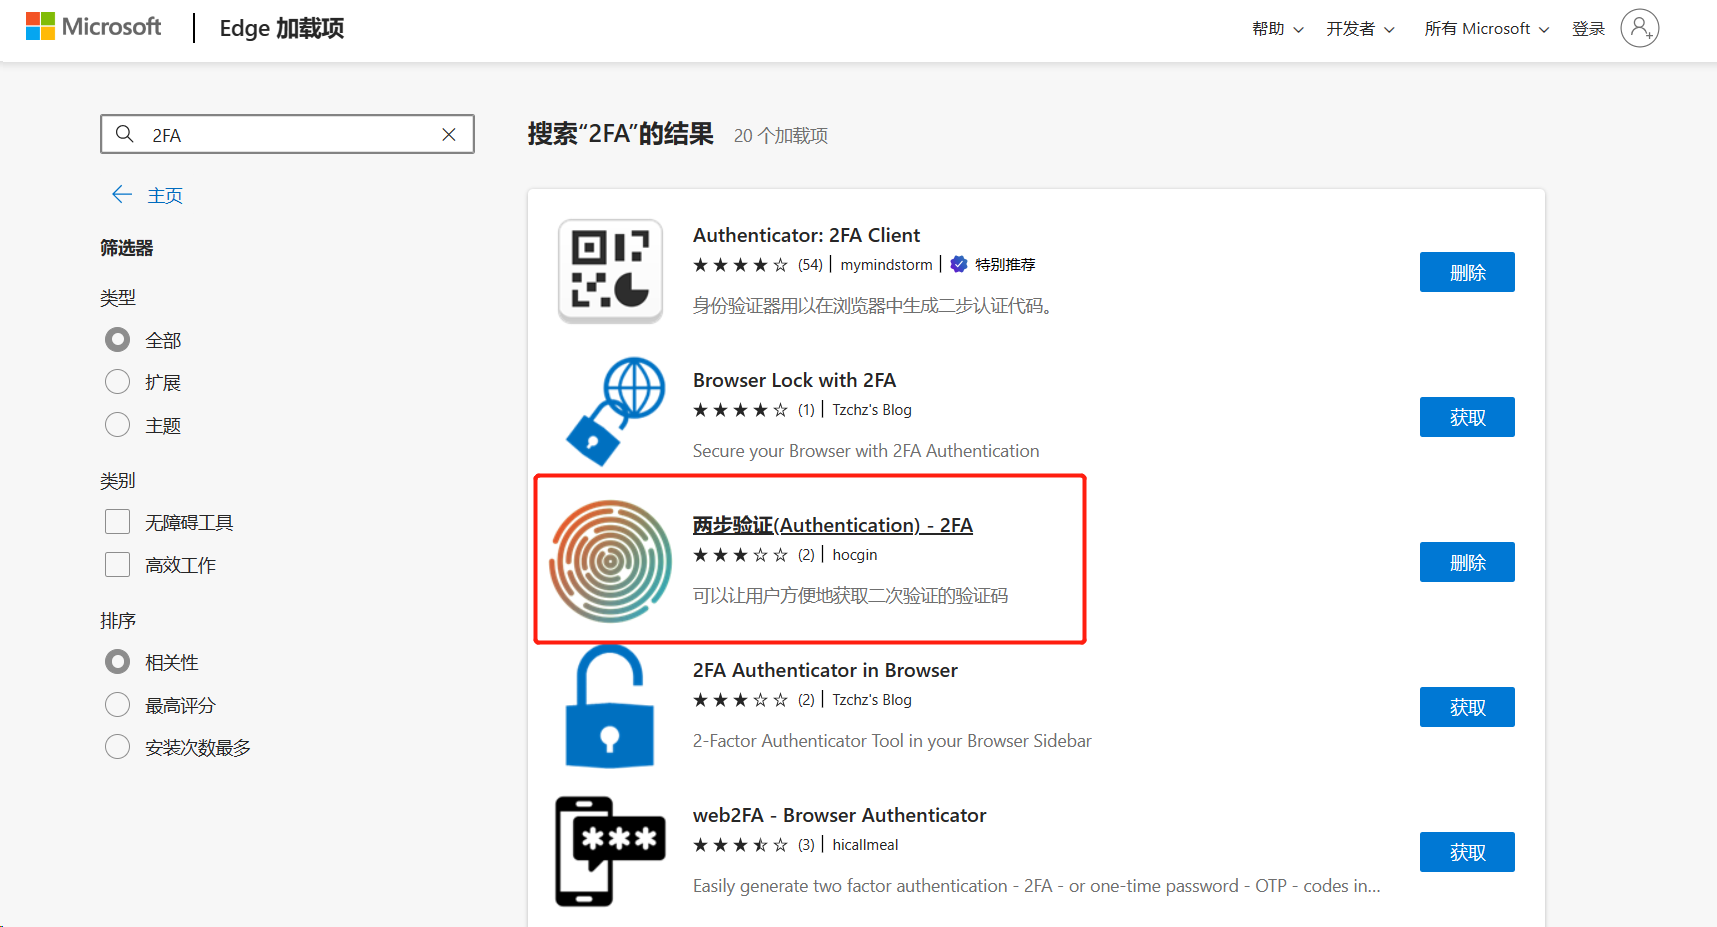 Microsoft Edge 加载项 帮助 开发者 所有 Microsoft 登录
2FA
主页
筛选器
类型
全部
扩展
主题
类别
无障碍工具
高效工作
排序
相关性
最高评分
安装次数最多
搜索“2FA”的结果 20 个加载项
Authenticator: 2FA Client
(54) mymindstorm 特别推荐
身份验证器用以在浏览器中生成二步认证代码。
删除
Browser Lock with 2FA
(1) Tzchz's Blog
Secure your Browser with 2FA Authentication
获取
两步验证(Authentication) - 2FA
(2) hocgin
可以让用户方便地获取二次验证的验证码
删除
2FA Authenticator in Browser
(2) Tzchz's Blog
2-Factor Authenticator Tool in your Browser Sidebar
获取
***
web2FA - Browser Authenticator
(3) hicallmeal
Easily generate two factor authentication - 2FA - or one-time password - OTP - codes in...
获取